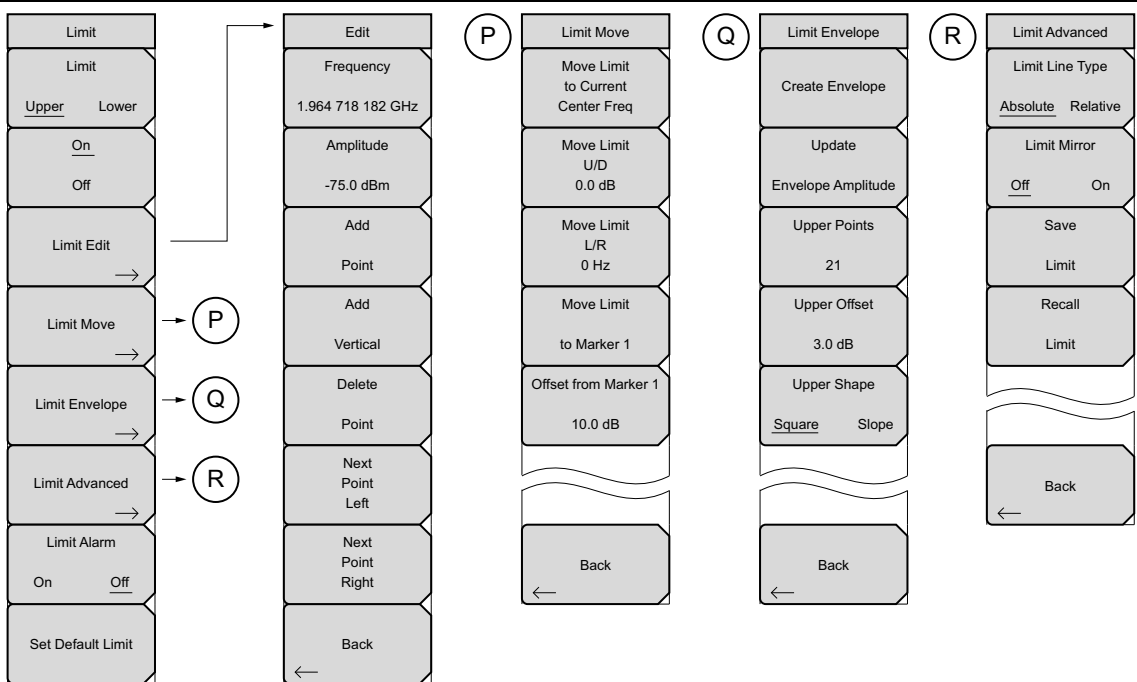 Limit
Limit
Upper Lower
On
Off
Limit Edit
Limit Move
Limit Envelope
Limit Advanced
Limit Alarm
On Off
Set Default Limit
Edit
Frequency
1.964 718 182 GHz
Amplitude
-75.0 dBm
Add
Point
Add
Vertical
Delete
Point
Next
Point
Left
Next
Point
Right
Back
P
Q
R
P
Limit Move
Move Limit
to Current
Center Freq
Move Limit
U/D
0.0 dB
Move Limit
L/R
0 Hz
Move Limit
to Marker 1
Offset from Marker 1
10.0 dB
Back
Q
Limit Envelope
Create Envelope
Update
Envelope Amplitude
Upper Points
21
Upper Offset
3.0 dB
Upper Shape
Square Slope
Back
R
Limit Advanced
Limit Line Type
Absolute Relative
Limit Mirror
Off On
Save
Limit
Recall
Limit
Back